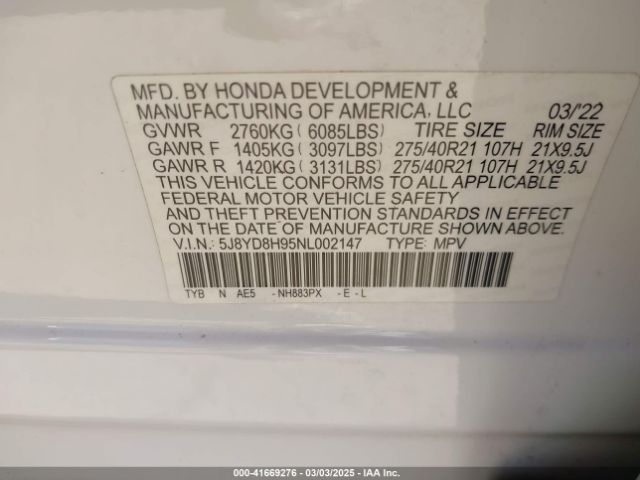 MFD. BY HONDA DEVELOPMENT &
MANUFACTURING OF AMERICA, LLC 03/'22
GVWR 2760KG ( 6085LBS) TIRE SIZE RIM SIZE
GAWR F 1405KG ( 3097LBS) 275/40R21 107H 21X9.5J
GAWR R 1420KG ( 3131LBS) 275/40R21 107H 21X9.5J
THIS VEHICLE CONFORMS TO ALL APPLICABLE
FEDERAL MOTOR VEHICLE SAFETY
AND THEFT PREVENTION STANDARDS IN EFFECT
ON THE DATE OF MANUFACTURE SHOWN ABOVE.
V.I.N.: 5J8YD8H95NL002147 TYPE: MPV
TYB N AE5 -NH883PX -E-L
000-41669276 - 03/03/2025 - IAA Inc.